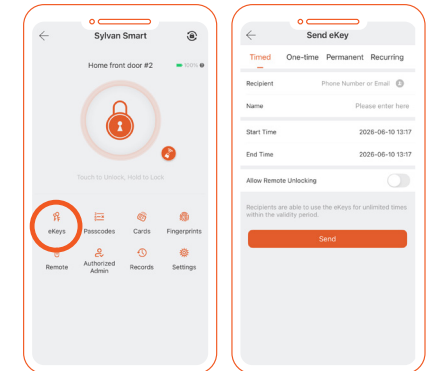 Sylvan Smart
Home front door #2
100%
Touch to Unlock, Hold to Lock
eKeys
Passcodes
Cards
Fingerprints
Remote
Authorized
Admin
Records
Settings
Send eKey
Timed
One-time
Permanent
Recurring
Recipient
Phone Number or Email
Name
Please enter here
Start Time
2026-06-10 13:17
End Time
2026-06-10 13:17
Allow Remote Unlocking
Recipients are able to use the eKeys for unlimited times
within the validity period.
Send